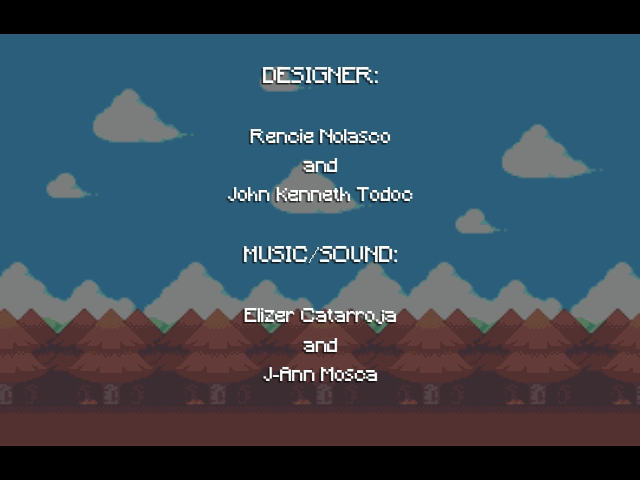 DESIGNER:
Rencie Nolasco
and
John Kenneth Todoc
MUSIC/SOUND:
Elizer Catarroja
and
J-Ann Mosca